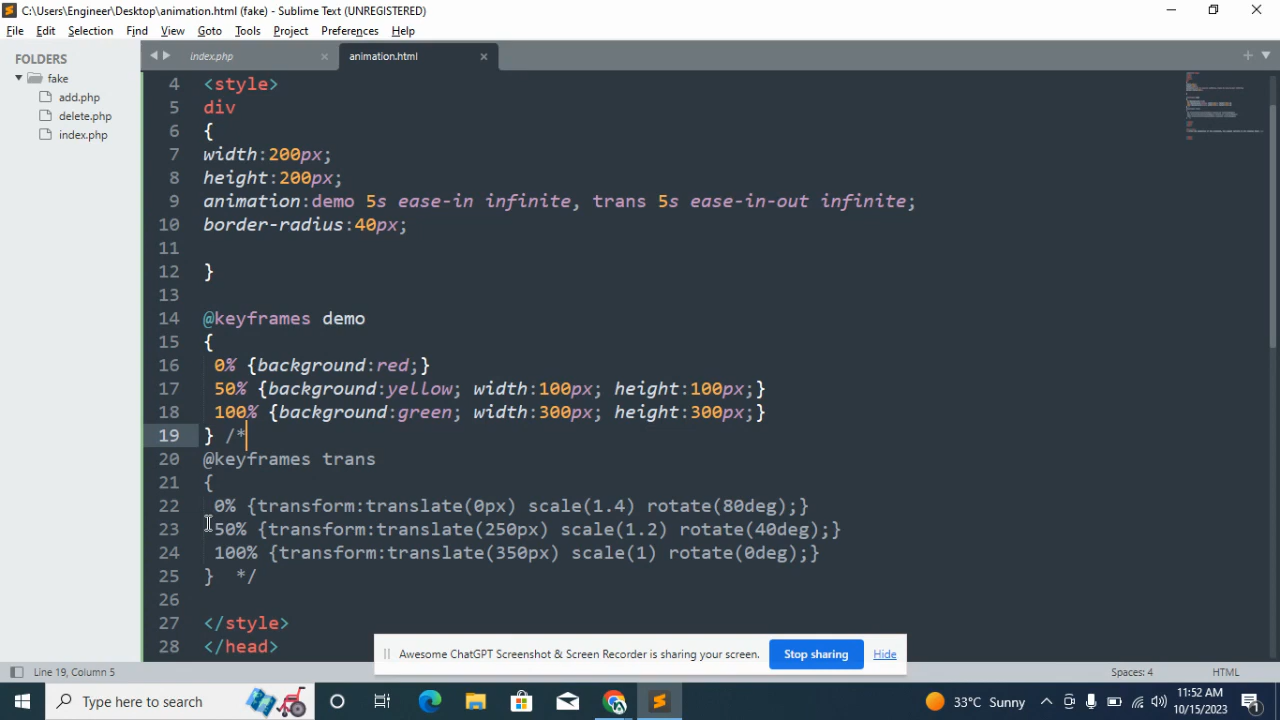 C:\Users\Engineer\Desktop\animation.html (fake) - Sublime Text (UNREGISTERED)
File Edit Selection Find View Goto Tools Project Preferences Help
FOLDERS
fake
add.php
delete.php
index.php
index.php
animation.html
4 <style>
5 div
6 {
7 width:200px;
8 height:200px;
9 animation:demo 5s ease-in infinite, trans 5s ease-in-out infinite;
10 border-radius:40px;
11
12 }
13
14 @keyframes demo
15 {
16 0% {background:red;}
17 50% {background:yellow; width:100px; height:100px;}
18 100% {background:green; width:300px; height:300px;}
19 } /*
20 @keyframes trans
21 {
22 0% {transform:translate(0px) scale(1.4) rotate(80deg);}
23 50% {transform:translate(250px) scale(1.2) rotate(40deg);}
24 100% {transform:translate(350px) scale(1) rotate(0deg);}
25 } */
26
27 </style>
28 </head>
Awesome ChatGPT Screenshot & Screen Recorder is sharing your screen. Stop sharing Hide
Line 19, Column 5
Spaces: 4
HTML
Type here to search
33°C Sunny
11:52 AM
10/15/2023
1